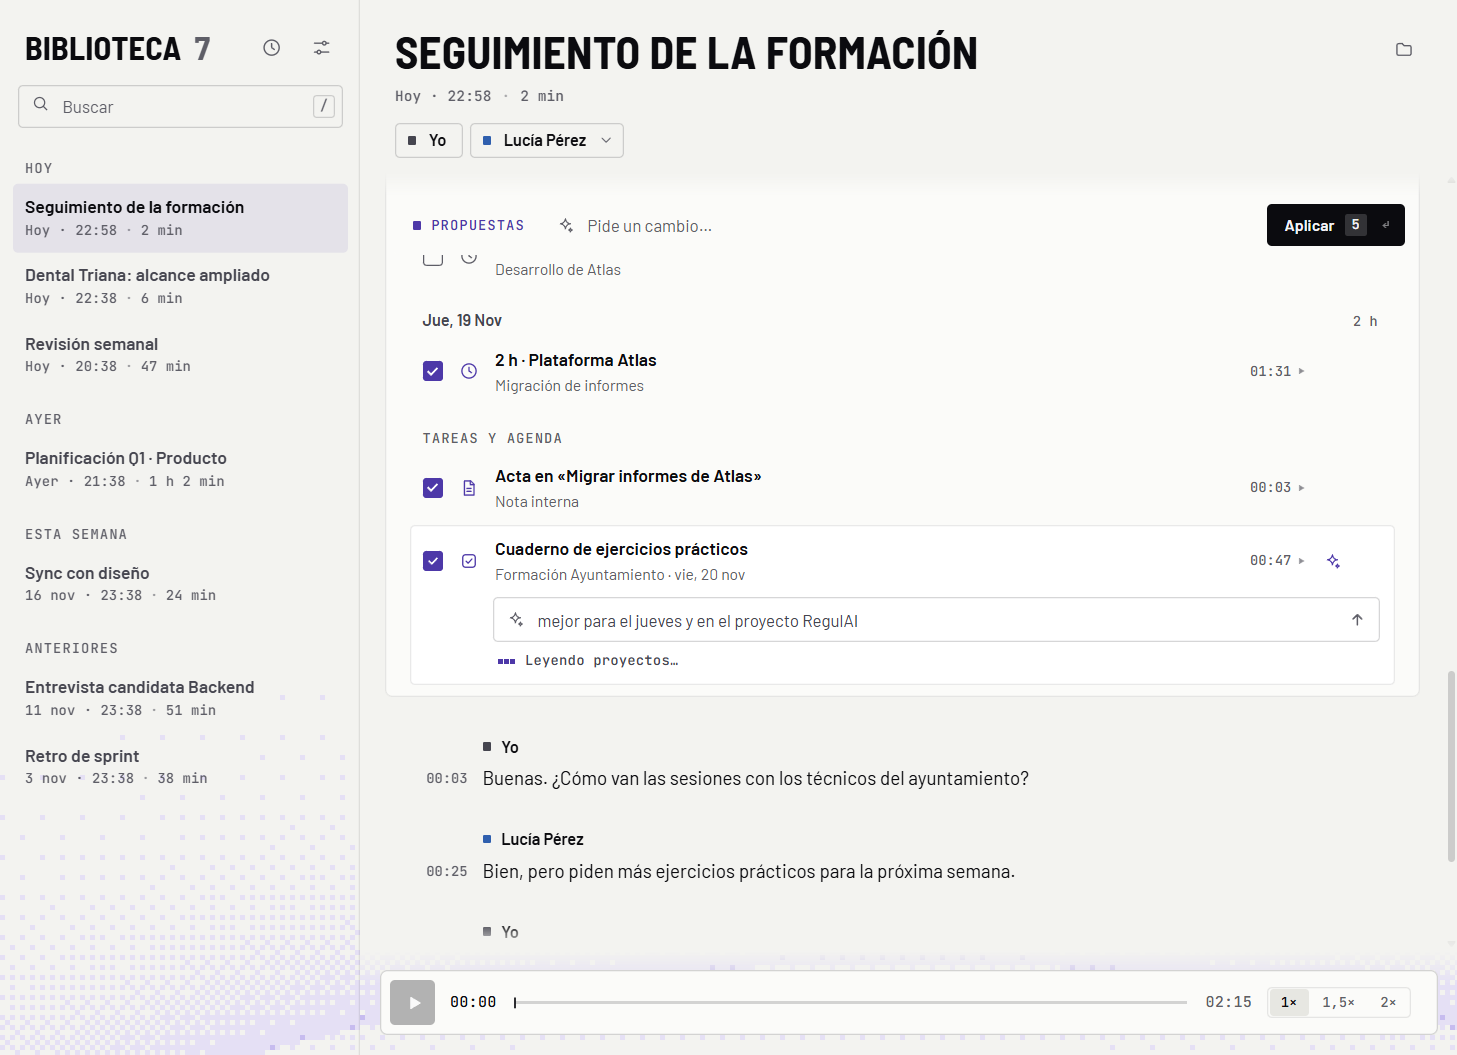 BIBLIOTECA 7
Buscar /
HOY
Seguimiento de la formación
Hoy · 22:58 · 2 min
Dental Triana: alcance ampliado
Hoy · 22:38 · 6 min
Revisión semanal
Hoy · 20:38 · 47 min
AYER
Planificación Q1 · Producto
Ayer · 21:38 · 1 h 2 min
ESTA SEMANA
Sync con diseño
16 nov · 23:38 · 24 min
ANTERIORES
Entrevista candidata Backend
11 nov · 23:38 · 51 min
Retro de sprint
3 nov · 23:38 · 38 min
SEGUIMIENTO DE LA FORMACIÓN
Hoy · 22:58 · 2 min
Yo
Lucía Pérez
PROPUESTAS
Pide un cambio...
Aplicar 5
Desarrollo de Atlas
Jue, 19 Nov 2 h
2 h · Plataforma Atlas
Migración de informes
01:31
TAREAS Y AGENDA
Acta en «Migrar informes de Atlas»
Nota interna
00:03
Cuaderno de ejercicios prácticos
Formación Ayuntamiento · vie, 20 nov
00:47
mejor para el jueves y en el proyecto RegulAI
Leyendo proyectos…
Yo
00:03 Buenas. ¿Cómo van las sesiones con los técnicos del ayuntamiento?
Lucía Pérez
00:25 Bien, pero piden más ejercicios prácticos para la próxima semana.
Yo
00:00 02:15 1× 1,5× 2×